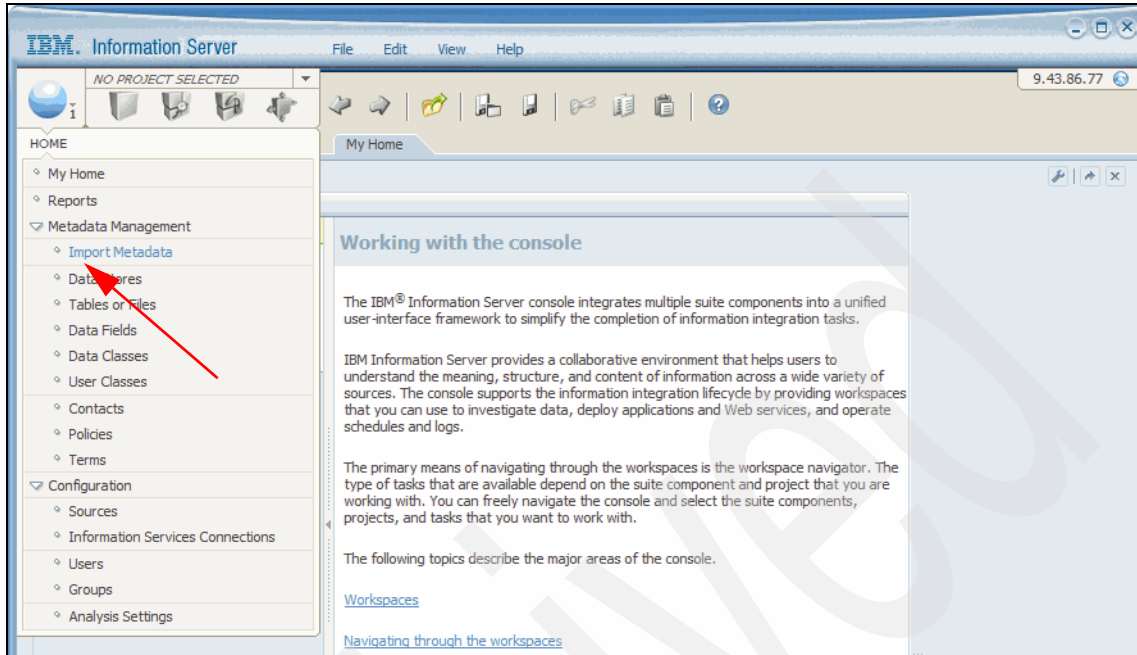 IBM. Information Server
File Edit View Help
NO PROJECT SELECTED
9.43.86.77
1
HOME
My Home
My Home
Reports
Metadata Management
Import Metadata
Data Stores
Tables or Files
Data Fields
Data Classes
User Classes
Contacts
Policies
Terms
Configuration
Sources
Information Services Connections
Users
Groups
Analysis Settings
Working with the console
The IBM® Information Server console integrates multiple suite components into a unified
user-interface framework to simplify the completion of information integration tasks.
IBM Information Server provides a collaborative environment that helps users to
understand the meaning, structure, and content of information across a wide variety of
sources. The console supports the information integration lifecycle by providing workspaces
that you can use to investigate data, deploy applications and Web services, and operate
schedules and logs.
The primary means of navigating through the workspaces is the workspace navigator. The
type of tasks that are available depend on the suite component and project that you are
working with. You can freely navigate the console and select the suite components,
projects, and tasks that you want to work with.
The following topics describe the major areas of the console.
Workspaces
Navigating through the workspaces